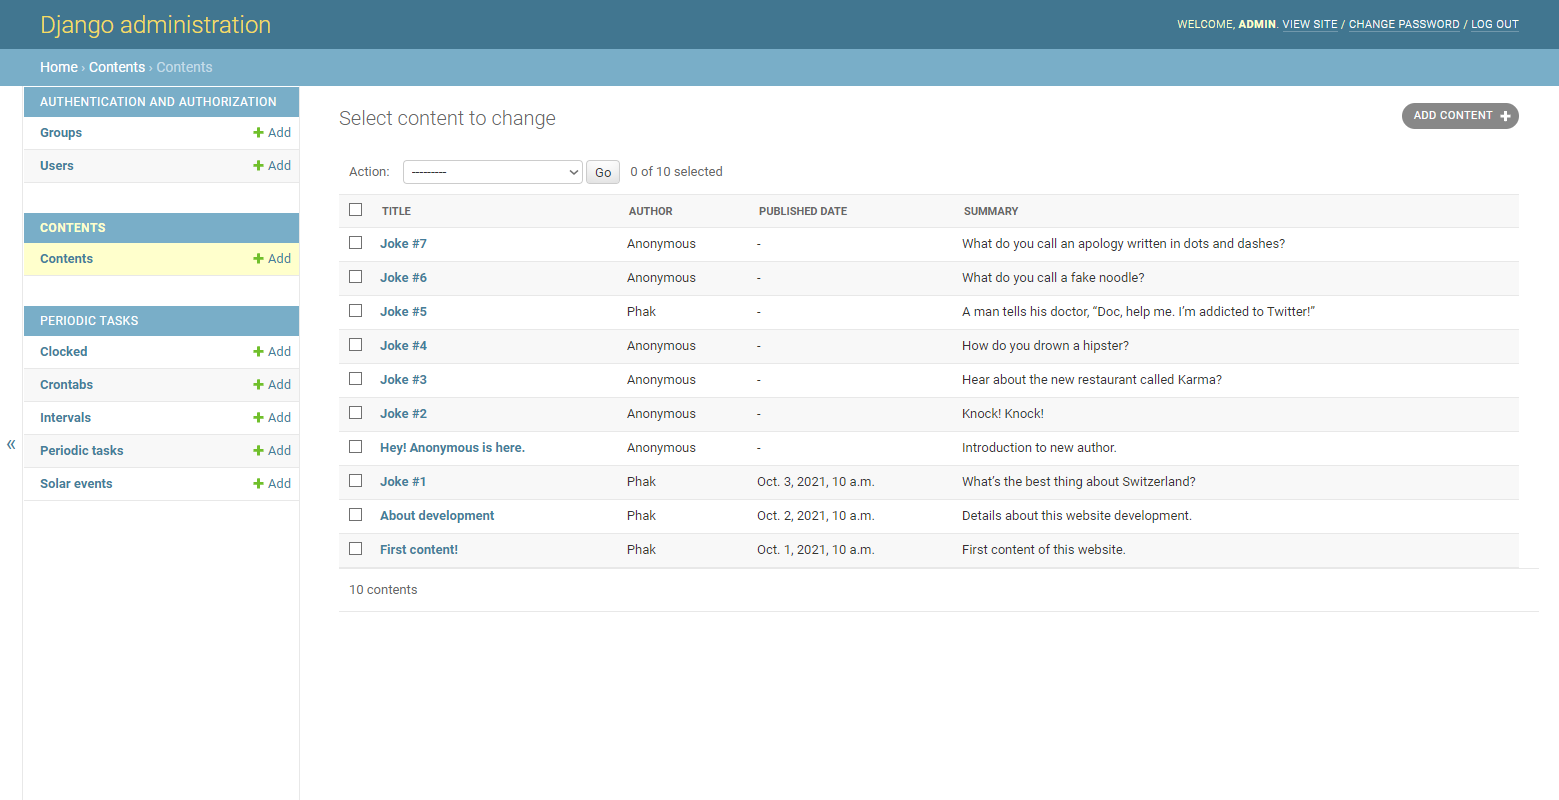 Django administration
WELCOME, ADMIN. VIEW SITE / CHANGE PASSWORD / LOG OUT
Home › Contents › Contents
AUTHENTICATION AND AUTHORIZATION
Groups Add
Users Add
CONTENTS
Contents Add
PERIODIC TASKS
Clocked Add
Crontabs Add
Intervals Add
Periodic tasks Add
Solar events Add
«
Select content to change
ADD CONTENT
Action: --------- Go 0 of 10 selected
TITLE AUTHOR PUBLISHED DATE SUMMARY
Joke #7 Anonymous - What do you call an apology written in dots and dashes?
Joke #6 Anonymous - What do you call a fake noodle?
Joke #5 Phak - A man tells his doctor, “Doc, help me. I’m addicted to Twitter!”
Joke #4 Anonymous - How do you drown a hipster?
Joke #3 Anonymous - Hear about the new restaurant called Karma?
Joke #2 Anonymous - Knock! Knock!
Hey! Anonymous is here. Anonymous - Introduction to new author.
Joke #1 Phak Oct. 3, 2021, 10 a.m. What’s the best thing about Switzerland?
About development Phak Oct. 2, 2021, 10 a.m. Details about this website development.
First content! Phak Oct. 1, 2021, 10 a.m. First content of this website.
10 contents